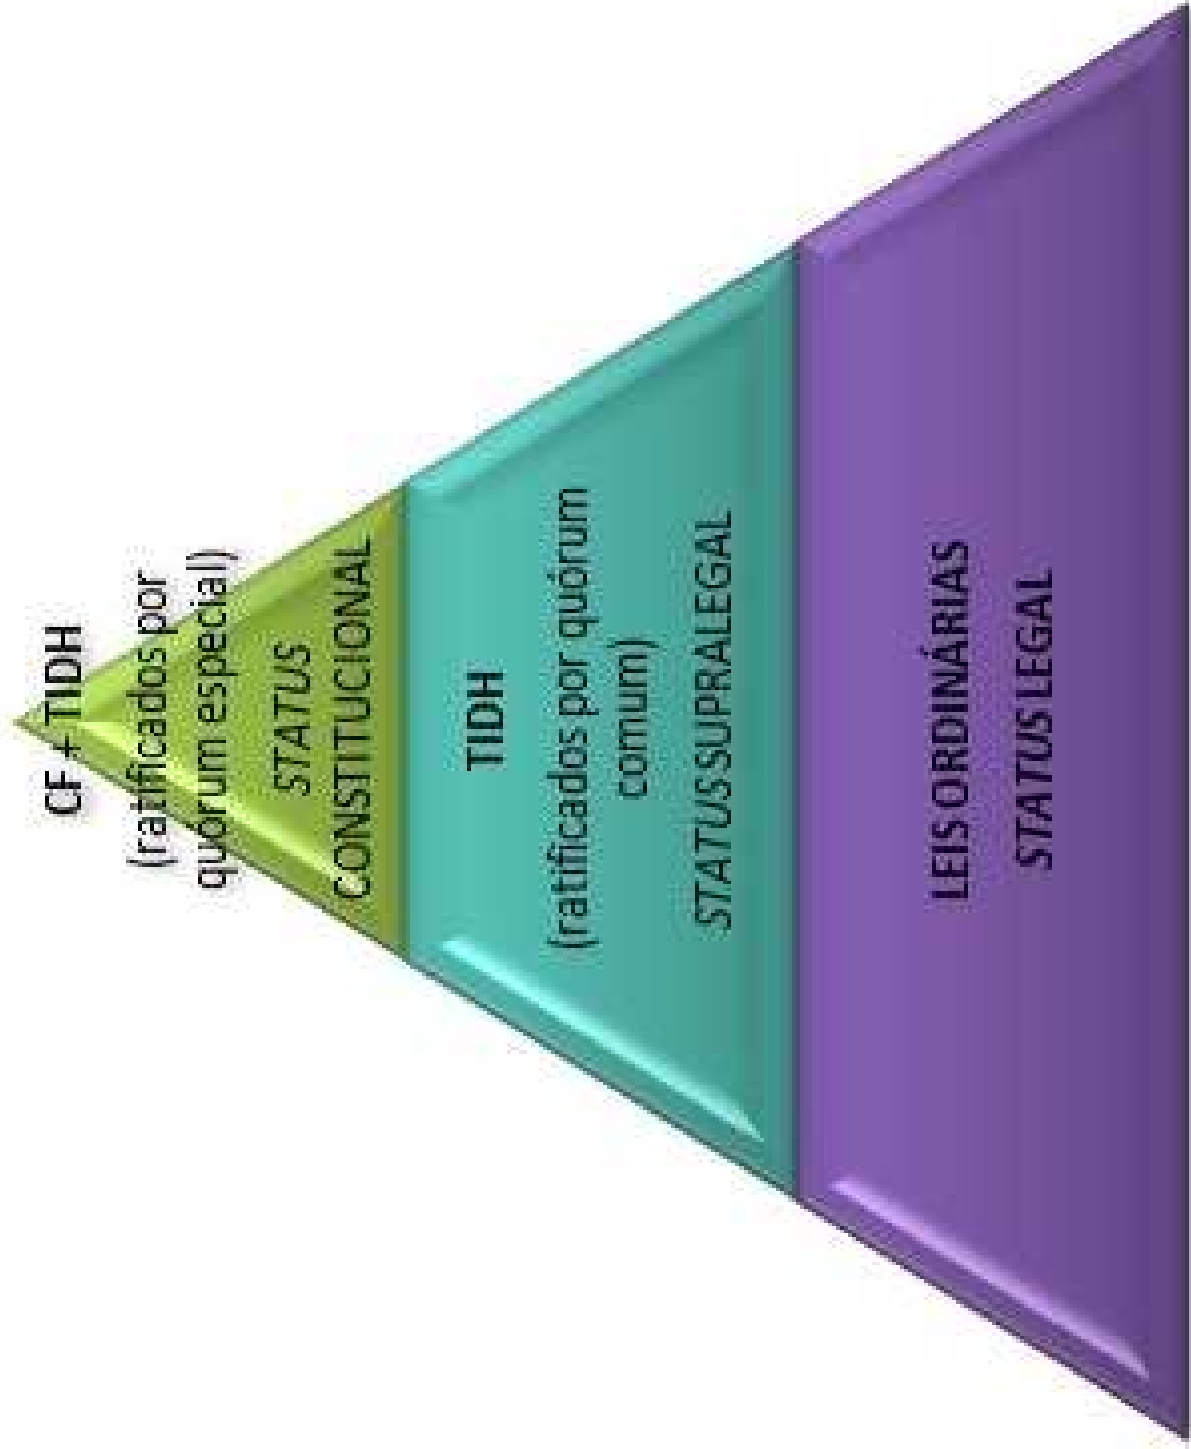 CF + TIDH
(ratificados por
quórum especial)
STATUS
CONSTITUCIONAL
TIDH
(ratificados por quórum
comum)
STATUS SUPRALEGAL
LEIS ORDINÁRIAS
STATUS LEGAL